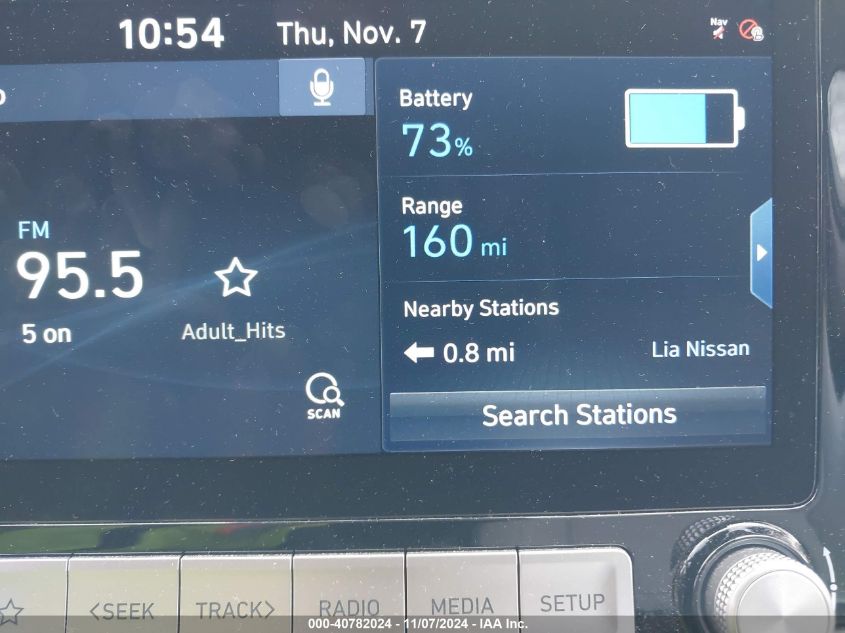 10:54 Thu, Nov. 7 Nav
Battery
73%
Range
160 mi
FM
95.5
5 on
Adult_Hits
SCAN
Nearby Stations
0.8 mi Lia Nissan
Search Stations
<SEEK TRACK> RADIO MEDIA SETUP
000-40782024 - 11/07/2024 - IAA Inc.